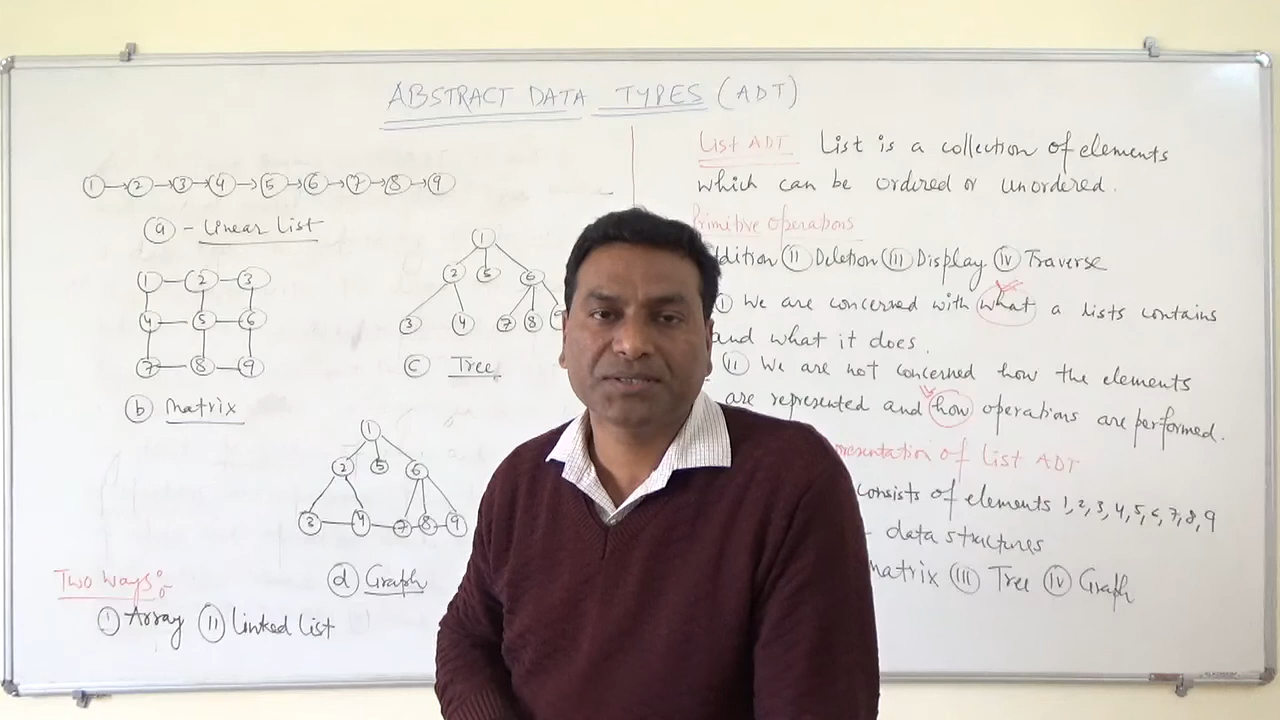 ABSTRACT DATA TYPES (ADT)
1 2 3 4 5 6 7 8 9
(a) - Linear List
1 2 3
4 5 6
7 8 9
(b) Matrix
1
2 5 6
3 4 7 8
(c) Tree
1
2 5 6
3 4 7 8 9
(d) Graph
Two ways:-
(i) Array (ii) Linked List
List ADT List is a collection of elements
which can be ordered or unordered.
Primitive operations
ddition (ii) Deletion (iii) Display (iv) Traverse
(i) We are concerned with what a lists contains
and what it does.
(ii) We are not concerned how the elements
are represented and how operations are performed.
presentation of List ADT
consists of elements 1, 2, 3, 4, 5, 6, 7, 8, 9
data structures
matrix (iii) Tree (iv) Graph